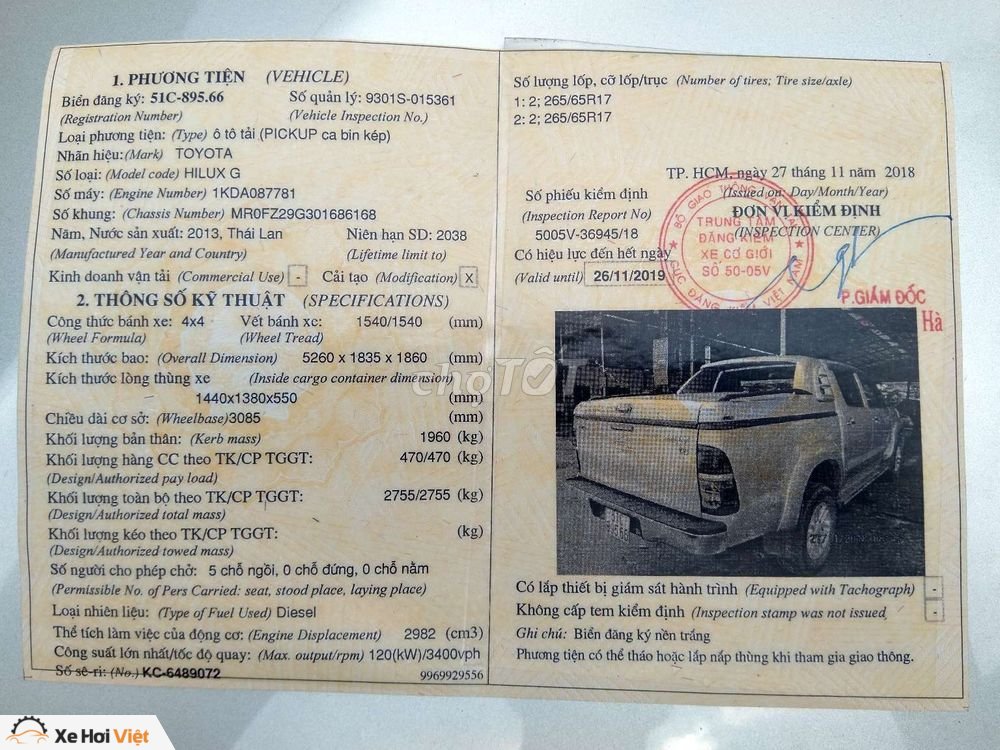 1. PHƯƠNG TIỆN (VEHICLE)
Biển đăng ký: 51C-895.66 Số quản lý: 9301S-015361
(Registration Number) (Vehicle Inspection No.)
Loại phương tiện: (Type) ô tô tải (PICKUP ca bin kép)
Nhãn hiệu: (Mark) TOYOTA
Số loại: (Model code) HILUX G
Số máy: (Engine Number) 1KDA087781
Số khung: (Chassis Number) MR0FZ29G301686168
Năm, Nước sản xuất: 2013, Thái Lan Niên hạn SD: 2038
(Manufactured Year and Country) (Lifetime limit to)
Kinh doanh vận tải (Commercial Use) - Cải tạo (Modification) X
2. THÔNG SỐ KỸ THUẬT (SPECIFICATIONS)
Công thức bánh xe: 4x4 Vết bánh xe: 1540/1540 (mm)
(Wheel Formula) (Wheel Tread)
Kích thước bao: (Overall Dimension) 5260 x 1835 x 1860 (mm)
Kích thước lòng thùng xe (Inside cargo container dimension)
1440x1380x550 (mm)
Chiều dài cơ sở: (Wheelbase)3085 (mm)
Khối lượng bản thân: (Kerb mass) 1960 (kg)
Khối lượng hàng CC theo TK/CP TGGT: 470/470 (kg)
(Design/Authorized pay load)
Khối lượng toàn bộ theo TK/CP TGGT: 2755/2755 (kg)
(Design/Authorized total mass)
Khối lượng kéo theo TK/CP TGGT: (kg)
(Design/Authorized towed mass)
Số người cho phép chở: 5 chỗ ngồi, 0 chỗ đứng, 0 chỗ nằm
(Permissible No. of Pers Carried: seat, stood place, laying place)
Loại nhiên liệu: (Type of Fuel Used) Diesel
Thể tích làm việc của động cơ: (Engine Displacement) 2982 (cm3)
Công suất lớn nhất/tốc độ quay: (Max. output/rpm) 120(kW)/3400vph
Số sê-ri: (No.) KC-6489072 9969929556
Số lượng lốp, cỡ lốp/trục (Number of tires; Tire size/axle)
1: 2; 265/65R17
2: 2; 265/65R17
TP. HCM, ngày 27 tháng 11 năm 2018
(Issued on: Day/Month/Year)
Số phiếu kiểm định ĐƠN VỊ KIỂM ĐỊNH
(Inspection Report No) (INSPECTION CENTER)
5005V-36945/18
Có hiệu lực đến hết ngày
(Valid until) 26/11/2019
TRUNG TÂM
ĐĂNG KIỂM
XE CƠ GIỚI
SỐ 50-05V
CỤC ĐĂNG KIỂM VIỆT NAM
P.GIÁM ĐỐC
Hà
chợTỐT
Có lắp thiết bị giám sát hành trình (Equipped with Tachograph) -
Không cấp tem kiểm định (Inspection stamp was not issued -
Ghi chú: Biển đăng ký nền trắng
Phương tiện có thể tháo hoặc lắp nắp thùng khi tham gia giao thông.
Xe Hơi Việt